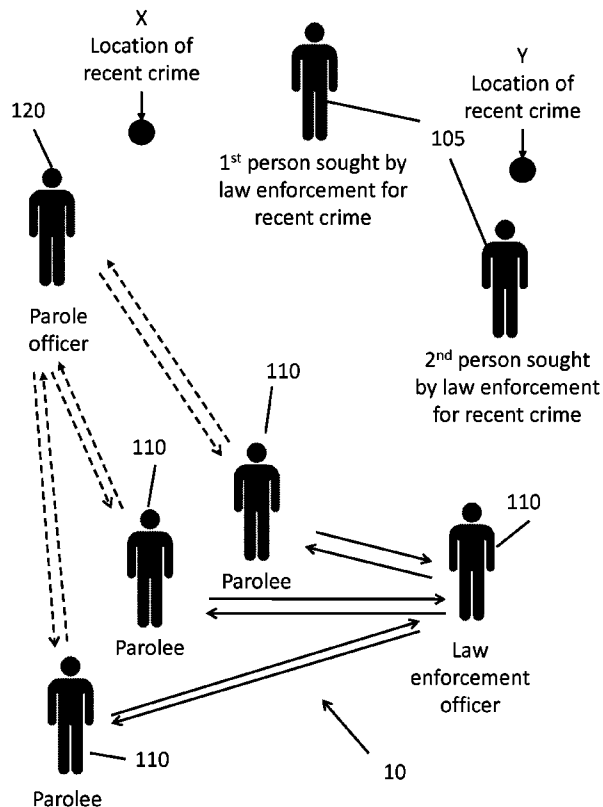 X
Location of
recent crime
Y
Location of
recent crime
120
105
1st person sought by
law enforcement for
recent crime
Parole
officer
2nd person sought
by law enforcement
for recent crime
110
110
110
Parolee
Parolee
Law
enforcement
officer
110
10
Parolee